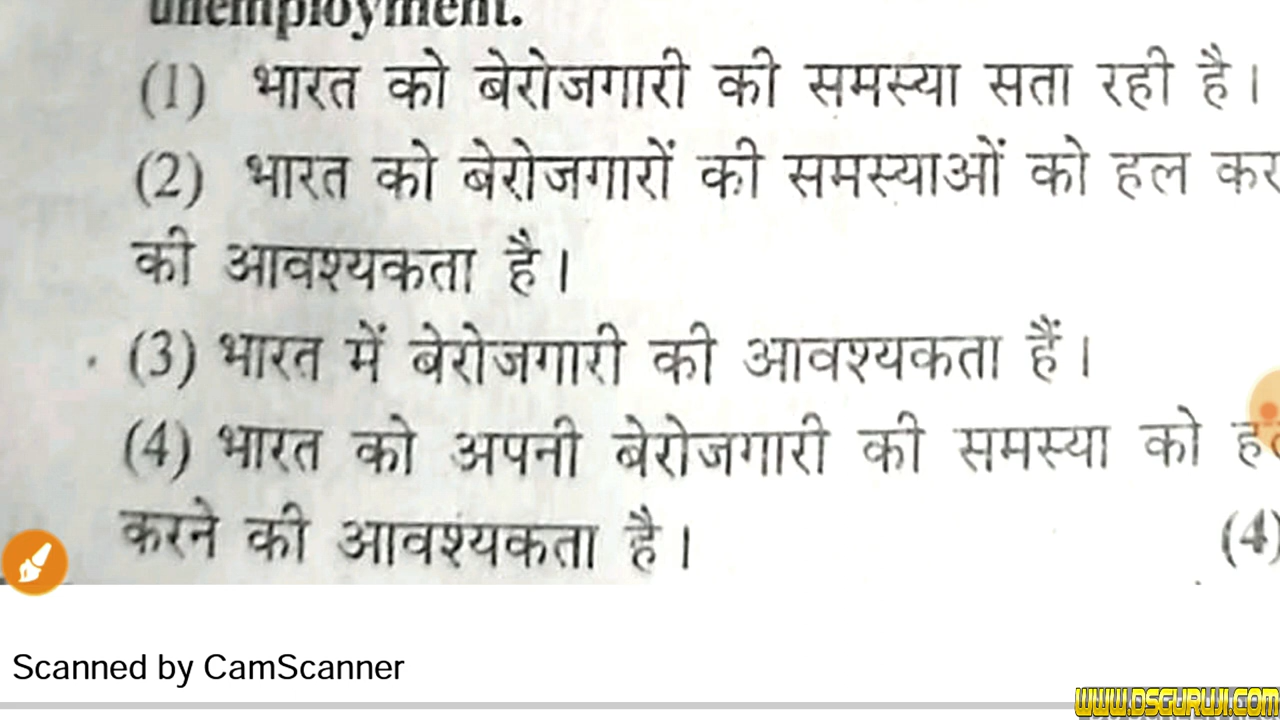 unemployment.
(1) भारत को बेरोजगारी की समस्या सता रही है।
(2) भारत को बेरोजगारों की समस्याओं को हल कर
की आवश्यकता है।
(3) भारत में बेरोजगारी की आवश्यकता हैं।
(4) भारत को अपनी बेरोजगारी की समस्या को ह
करने की आवश्यकता है। (4)
Scanned by CamScanner
WWW.DSGURUJI.COM